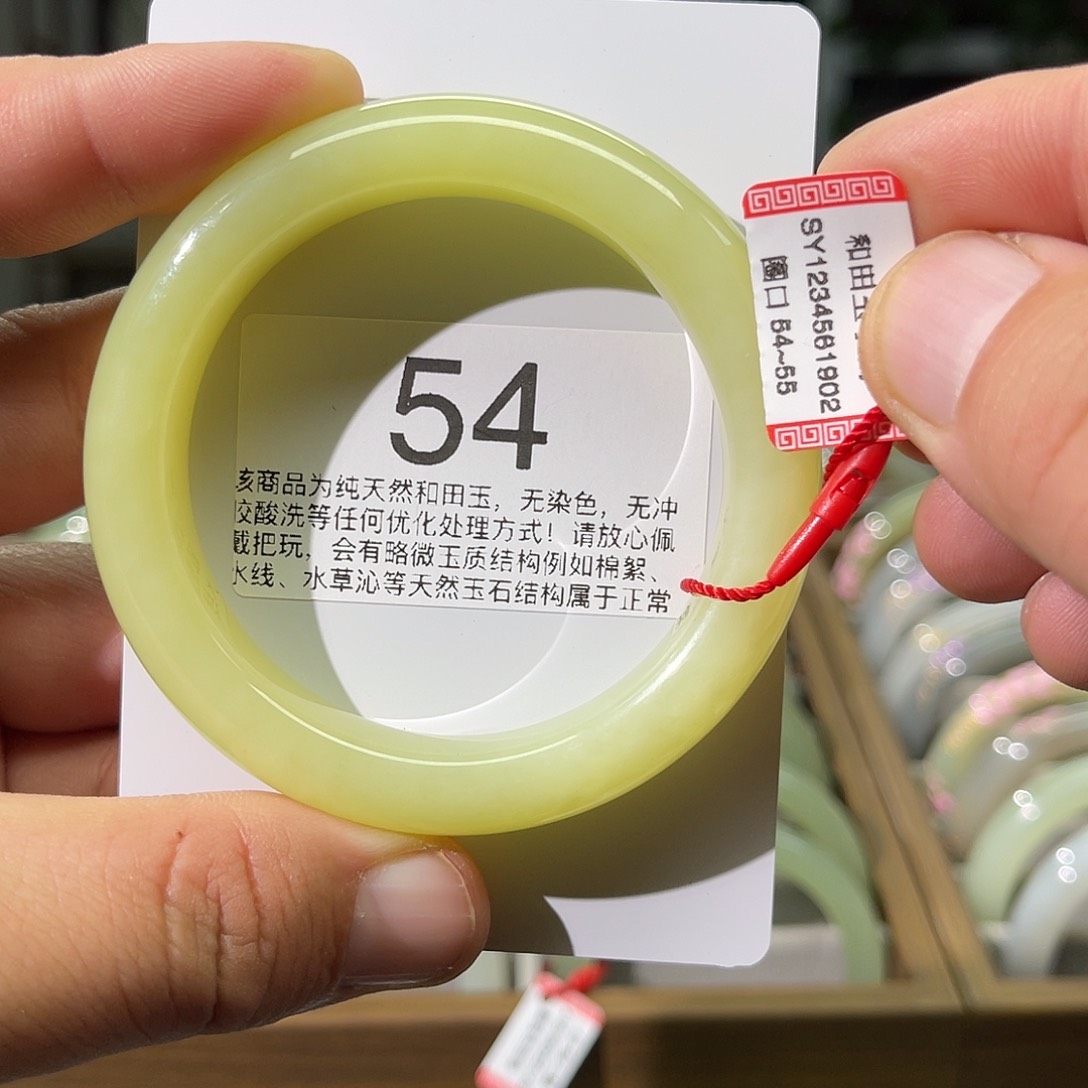 54
该商品为纯天然和田玉，无染色，无冲
胶酸洗等任何优化处理方式！请放心佩
戴把玩，会有略微玉质结构例如棉絮、
水线、水草沁等天然玉石结构属于正常
和田玉
SY1234561902
圈口 54~55